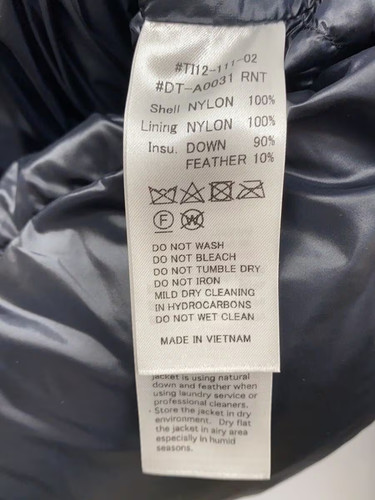 #TI12-111-02
#DT-A0031 RNT
Shell NYLON 100%
Lining NYLON 100%
Insu. DOWN 90%
FEATHER 10%
F W
DO NOT WASH
DO NOT BLEACH
DO NOT TUMBLE DRY
DO NOT IRON
MILD DRY CLEANING
IN HYDROCARBONS
DO NOT WET CLEAN
MADE IN VIETNAM
jacket is using natural
down and feather when
using laundry service or
professional cleaners.
· Store the jacket in dry
environment. Dry flat
the jacket in airy area
especially in humid
seasons.